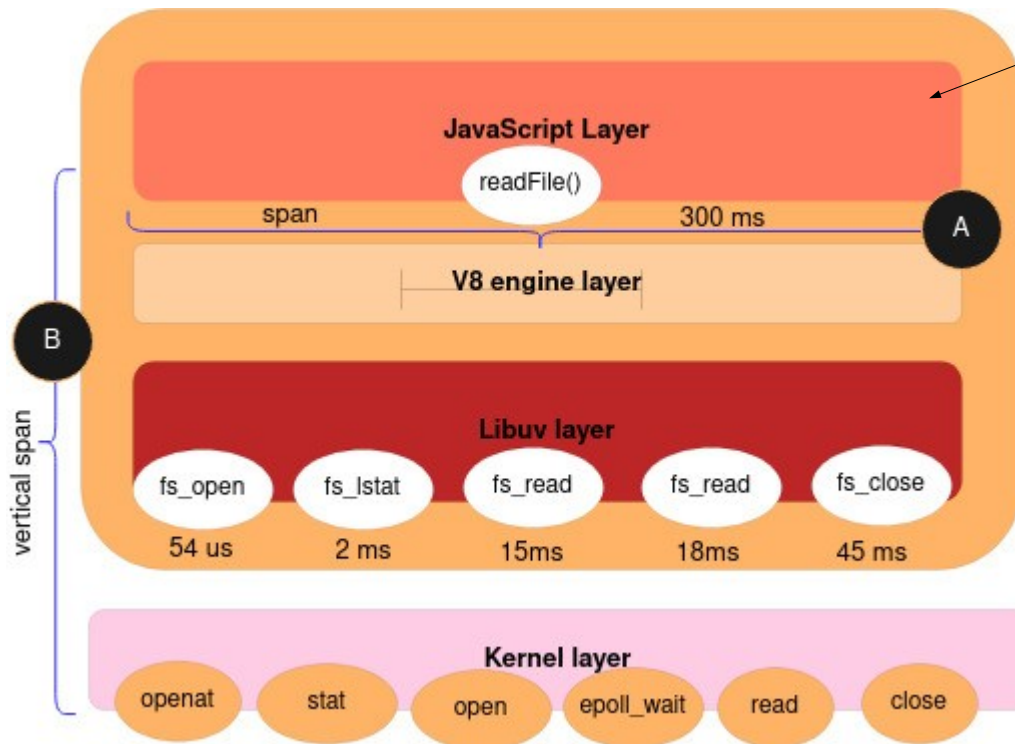 JavaScript Layer
readFile()
span
300 ms
A
V8 engine layer
B
vertical span
Libuv layer
fs_open
fs_lstat
fs_read
fs_read
fs_close
54 us
2 ms
15ms
18ms
45 ms
Kernel layer
openat
stat
open
epoll_wait
read
close